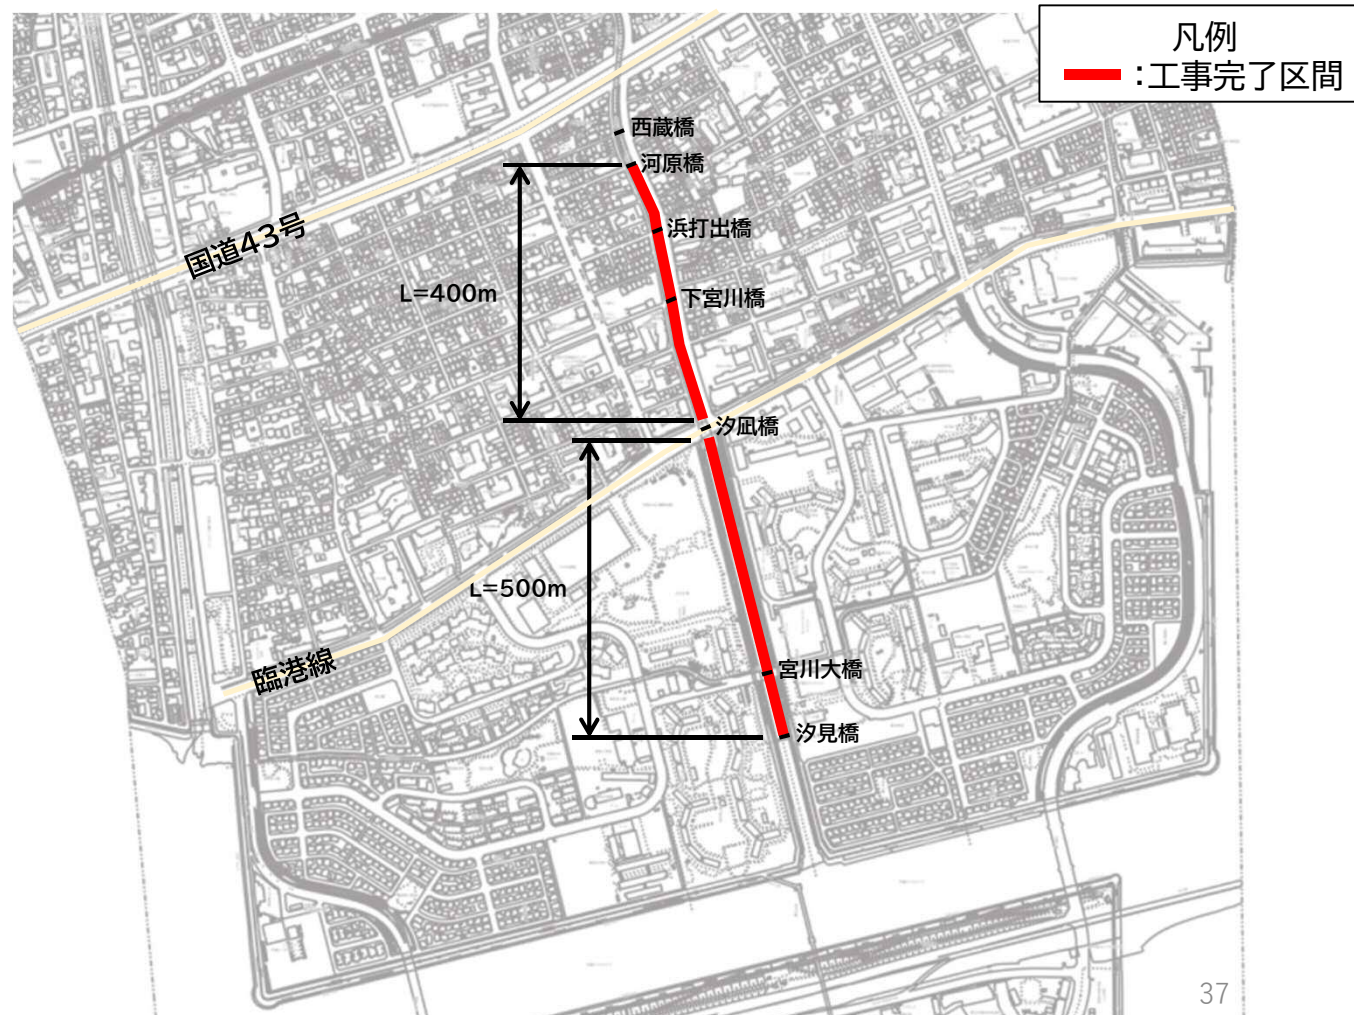 凡例
:工事完了区間
西蔵橋
河原橋
浜打出橋
国道43号
L=400m
下宮川橋
汐凪橋
L=500m
臨港線
宮川大橋
汐見橋
37